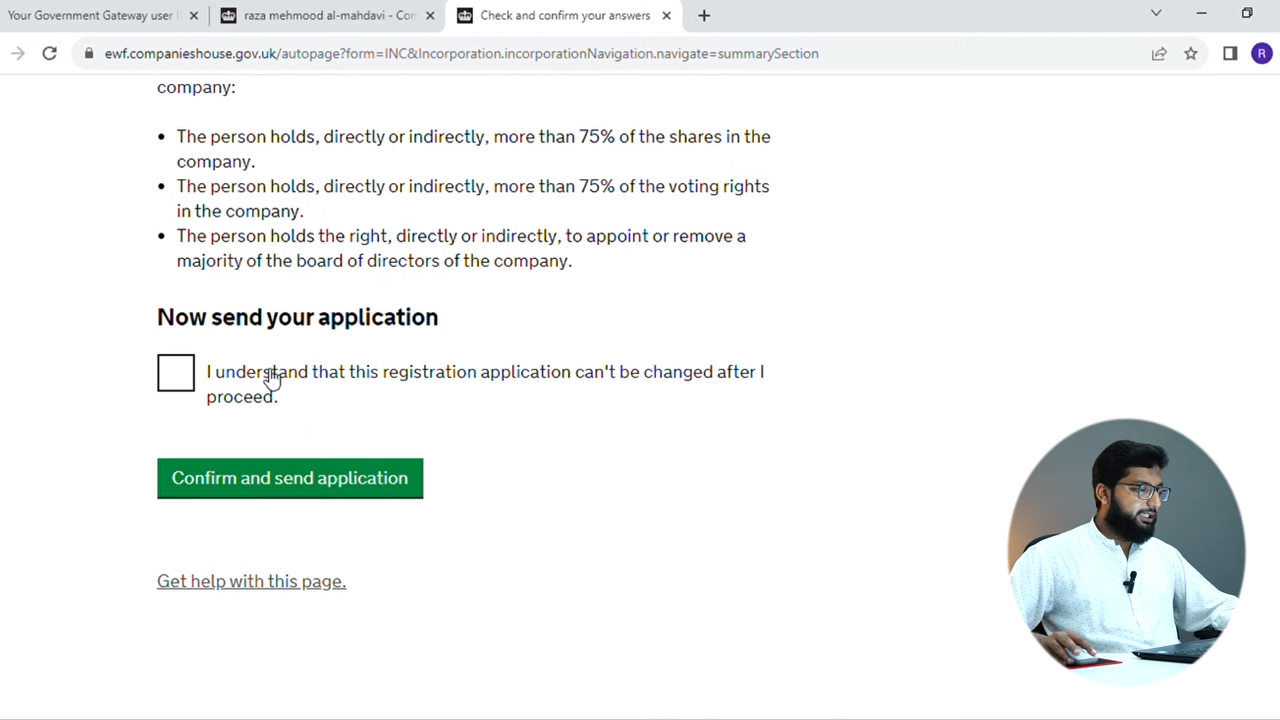 Your Government Gateway user
raza mehmood al-mahdavi - Con
Check and confirm your answers
ewf.companieshouse.gov.uk/autopage?form=INC&Incorporation.incorporationNavigation.navigate=summarySection
R
company:
• The person holds, directly or indirectly, more than 75% of the shares in the
company.
• The person holds, directly or indirectly, more than 75% of the voting rights
in the company.
• The person holds the right, directly or indirectly, to appoint or remove a
majority of the board of directors of the company.
Now send your application
I understand that this registration application can't be changed after I
proceed.
Confirm and send application
Get help with this page.